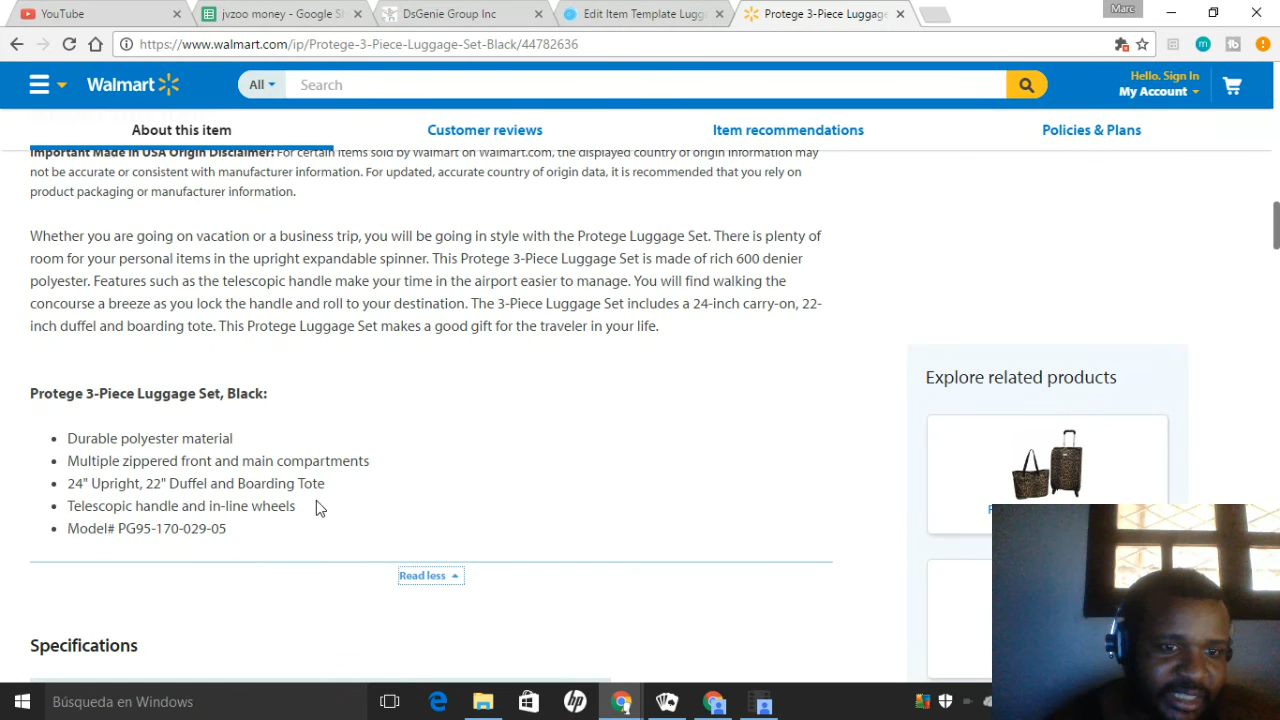 YouTube
jvzoo money - Google S
DsGenie Group Inc
Edit Item Template Lugg
Protege 3-Piece Luggage
Marc
https://www.walmart.com/ip/Protege-3-Piece-Luggage-Set-Black/44782636
Walmart
All
Search
Hello. Sign In
My Account
About this item
Customer reviews
Item recommendations
Policies & Plans
Important Made in USA Origin Disclaimer: For certain items sold by Walmart on Walmart.com, the displayed country of origin information may
not be accurate or consistent with manufacturer information. For updated, accurate country of origin data, it is recommended that you rely on
product packaging or manufacturer information.
Whether you are going on vacation or a business trip, you will be going in style with the Protege Luggage Set. There is plenty of
room for your personal items in the upright expandable spinner. This Protege 3-Piece Luggage Set is made of rich 600 denier
polyester. Features such as the telescopic handle make your time in the airport easier to manage. You will find walking the
concourse a breeze as you lock the handle and roll to your destination. The 3-Piece Luggage Set includes a 24-inch carry-on, 22-
inch duffel and boarding tote. This Protege Luggage Set makes a good gift for the traveler in your life.
Explore related products
Protege 3-Piece Luggage Set, Black:
Durable polyester material
Multiple zippered front and main compartments
24" Upright, 22" Duffel and Boarding Tote
Telescopic handle and in-line wheels
Model# PG95-170-029-05
Read less
Specifications
Búsqueda en Windows